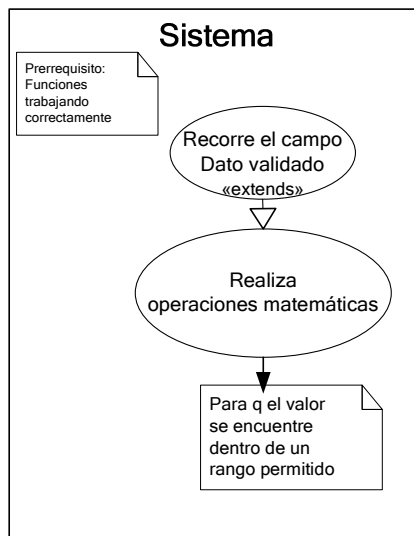 Sistema
Prerrequisito:
Funciones
trabajando
correctamente
Recorre el campo
Dato validado
«extends»
Realiza
operaciones matemáticas
Para q el valor
se encuentre
dentro de un
rango permitido